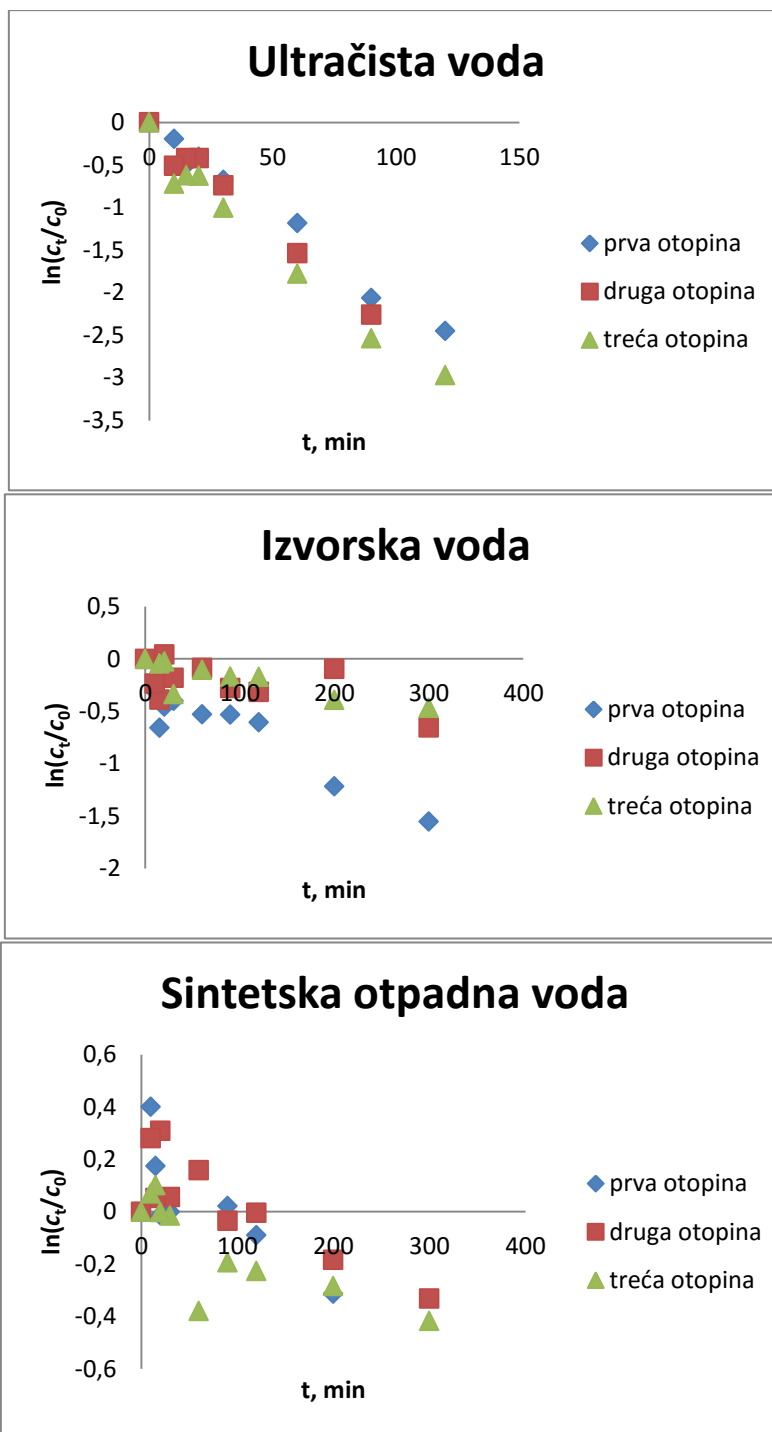 Ultračista voda
0
-0,5
-1
-1,5
-2
-2,5
-3
-3,5
0 50 100 150
ln(ct/c0)
t, min
prva otopina
druga otopina
treća otopina
Izvorska voda
0,5
0
-0,5
-1
-1,5
-2
0 100 200 300 400
ln(ct/c0)
t, min
prva otopina
druga otopina
treća otopina
Sintetska otpadna voda
0,6
0,4
0,2
0
-0,2
-0,4
-0,6
0 100 200 300 400
ln(ct/c0)
t, min
prva otopina
druga otopina
treća otopina